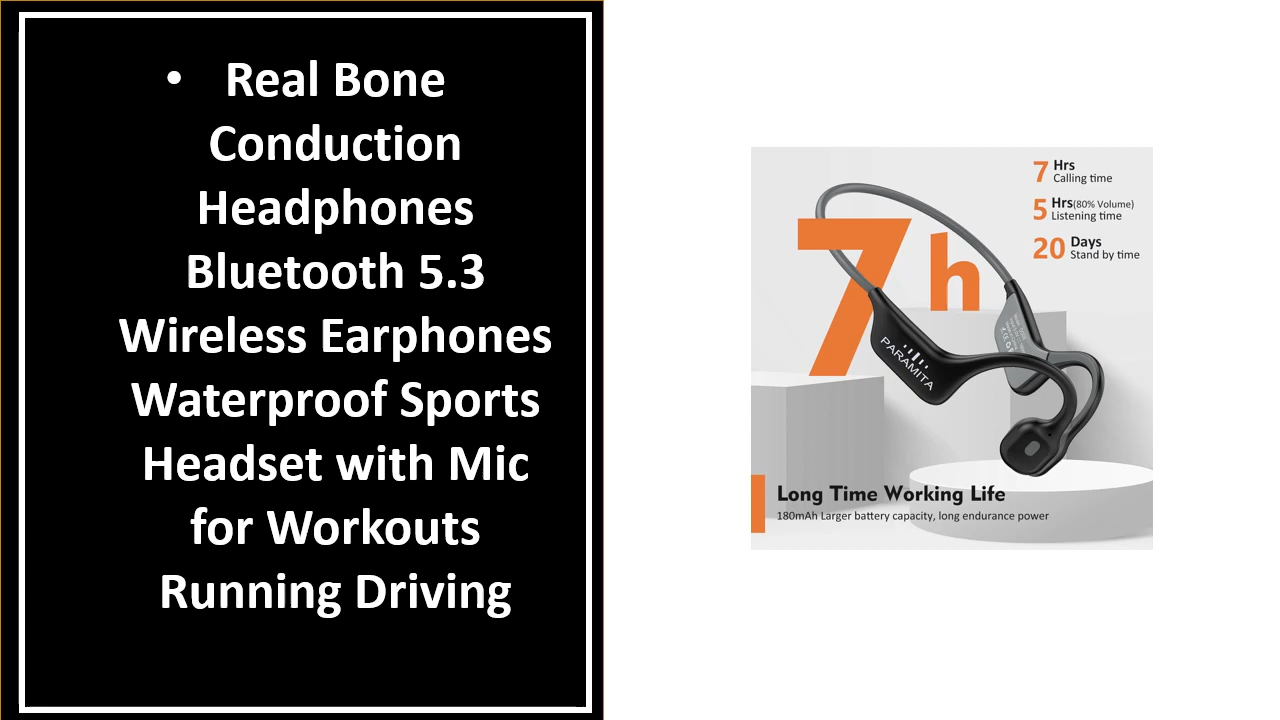 • Real Bone
Conduction
Headphones
Bluetooth 5.3
Wireless Earphones
Waterproof Sports
Headset with Mic
for Workouts
Running Driving
7 Hrs
Calling time
5 Hrs(80% Volume)
Listening time
20 Days
Stand by time
7h
PARAMITA
Long Time Working Life
180mAh Larger battery capacity, long endurance power